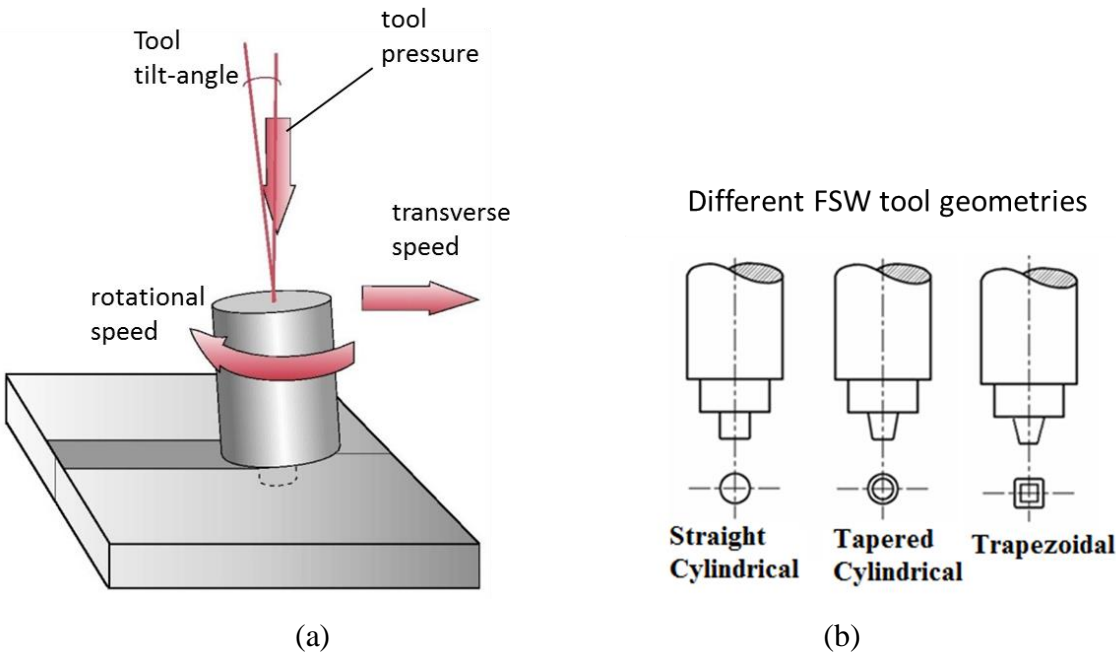 Tool
tilt-angle
tool
pressure
transverse
speed
rotational
speed
(a)
Different FSW tool geometries
Straight
Cylindrical
Tapered
Cylindrical
Trapezoidal
(b)